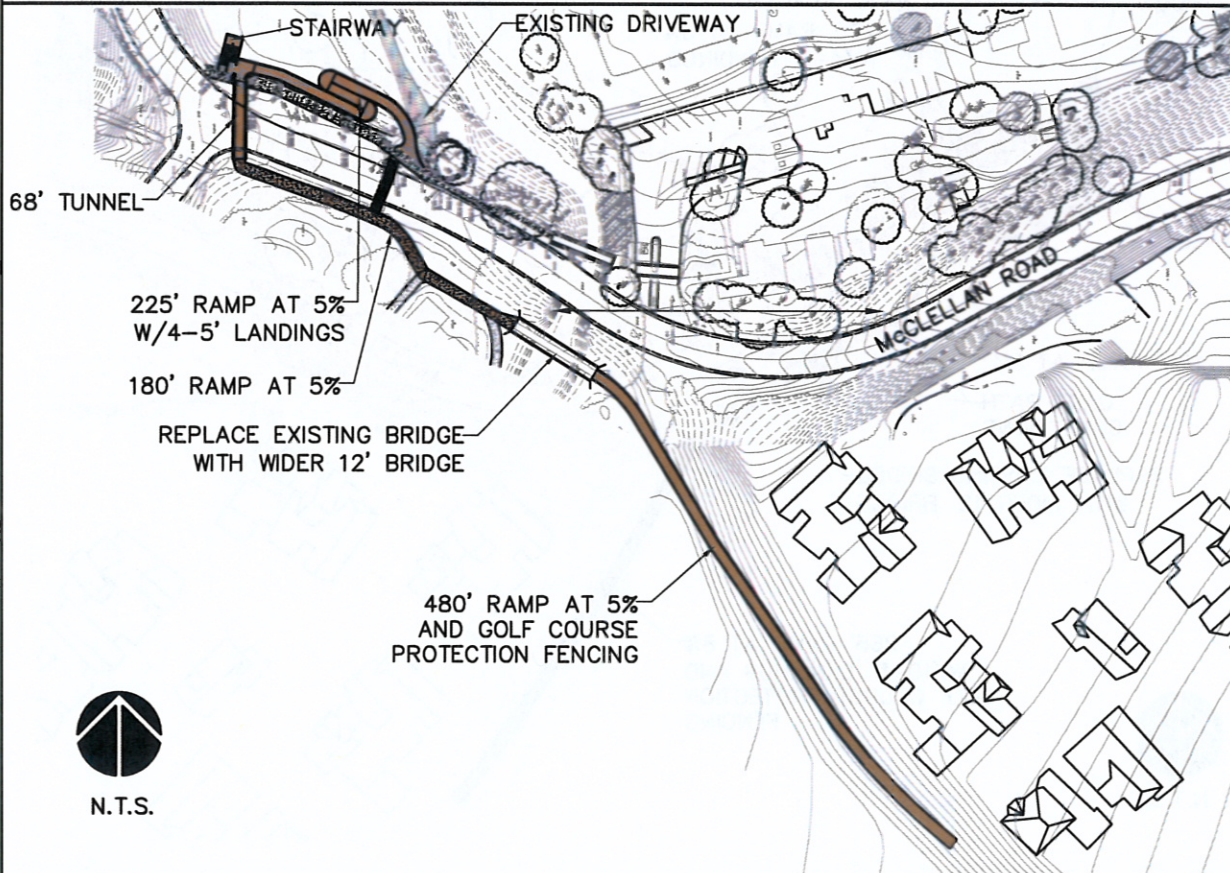 STAIRWAY
EXISTING DRIVEWAY
68' TUNNEL
225' RAMP AT 5%
W/4-5' LANDINGS
180' RAMP AT 5%
McCLELLAN ROAD
REPLACE EXISTING BRIDGE
WITH WIDER 12' BRIDGE
480' RAMP AT 5%
AND GOLF COURSE
PROTECTION FENCING
N.T.S.